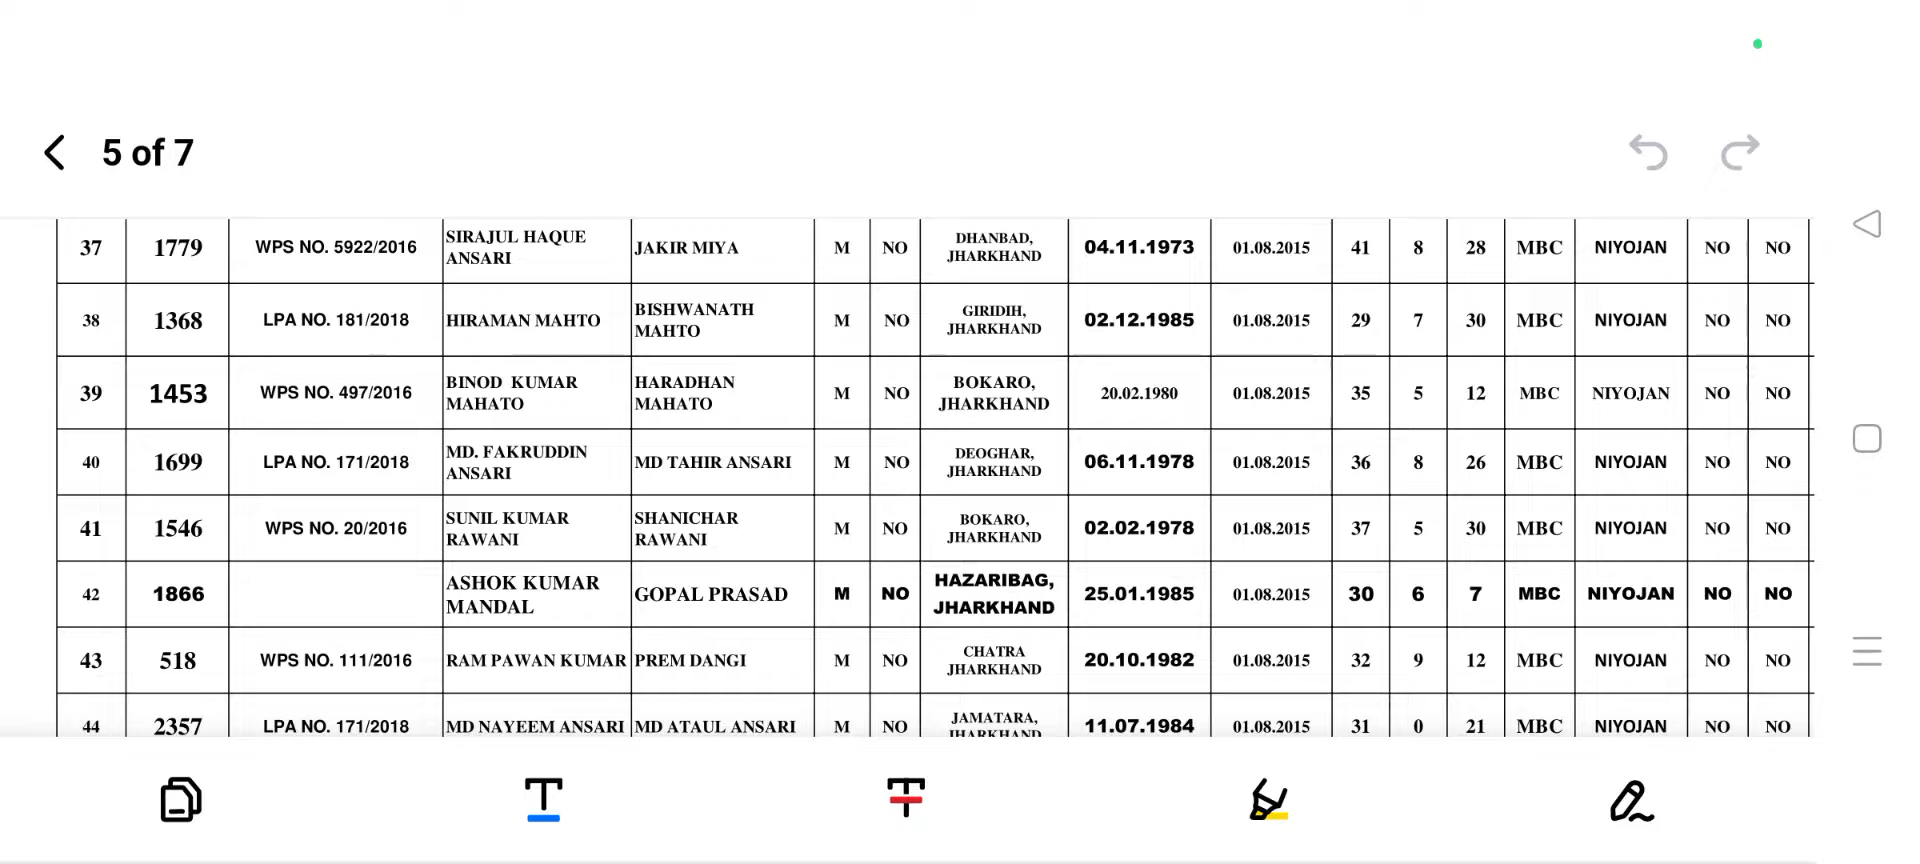 5 of 7
37 1779 WPS NO. 5922/2016 SIRAJUL HAQUE ANSARI JAKIR MIYA M NO DHANBAD, JHARKHAND 04.11.1973 01.08.2015 41 8 28 MBC NIYOJAN NO NO
38 1368 LPA NO. 181/2018 HIRAMAN MAHTO BISHWANATH MAHTO M NO GIRIDIH, JHARKHAND 02.12.1985 01.08.2015 29 7 30 MBC NIYOJAN NO NO
39 1453 WPS NO. 497/2016 BINOD KUMAR MAHATO HARADHAN MAHATO M NO BOKARO, JHARKHAND 20.02.1980 01.08.2015 35 5 12 MBC NIYOJAN NO NO
40 1699 LPA NO. 171/2018 MD. FAKRUDDIN ANSARI MD TAHIR ANSARI M NO DEOGHAR, JHARKHAND 06.11.1978 01.08.2015 36 8 26 MBC NIYOJAN NO NO
41 1546 WPS NO. 20/2016 SUNIL KUMAR RAWANI SHANICHAR RAWANI M NO BOKARO, JHARKHAND 02.02.1978 01.08.2015 37 5 30 MBC NIYOJAN NO NO
42 1866 ASHOK KUMAR MANDAL GOPAL PRASAD M NO HAZARIBAG, JHARKHAND 25.01.1985 01.08.2015 30 6 7 MBC NIYOJAN NO NO
43 518 WPS NO. 111/2016 RAM PAWAN KUMAR PREM DANGI M NO CHATRA JHARKHAND 20.10.1982 01.08.2015 32 9 12 MBC NIYOJAN NO NO
44 2357 LPA NO. 171/2018 MD NAYEEM ANSARI MD ATAUL ANSARI M NO JAMATARA, JHARKHAND 11.07.1984 01.08.2015 31 0 21 MBC NIYOJAN NO NO